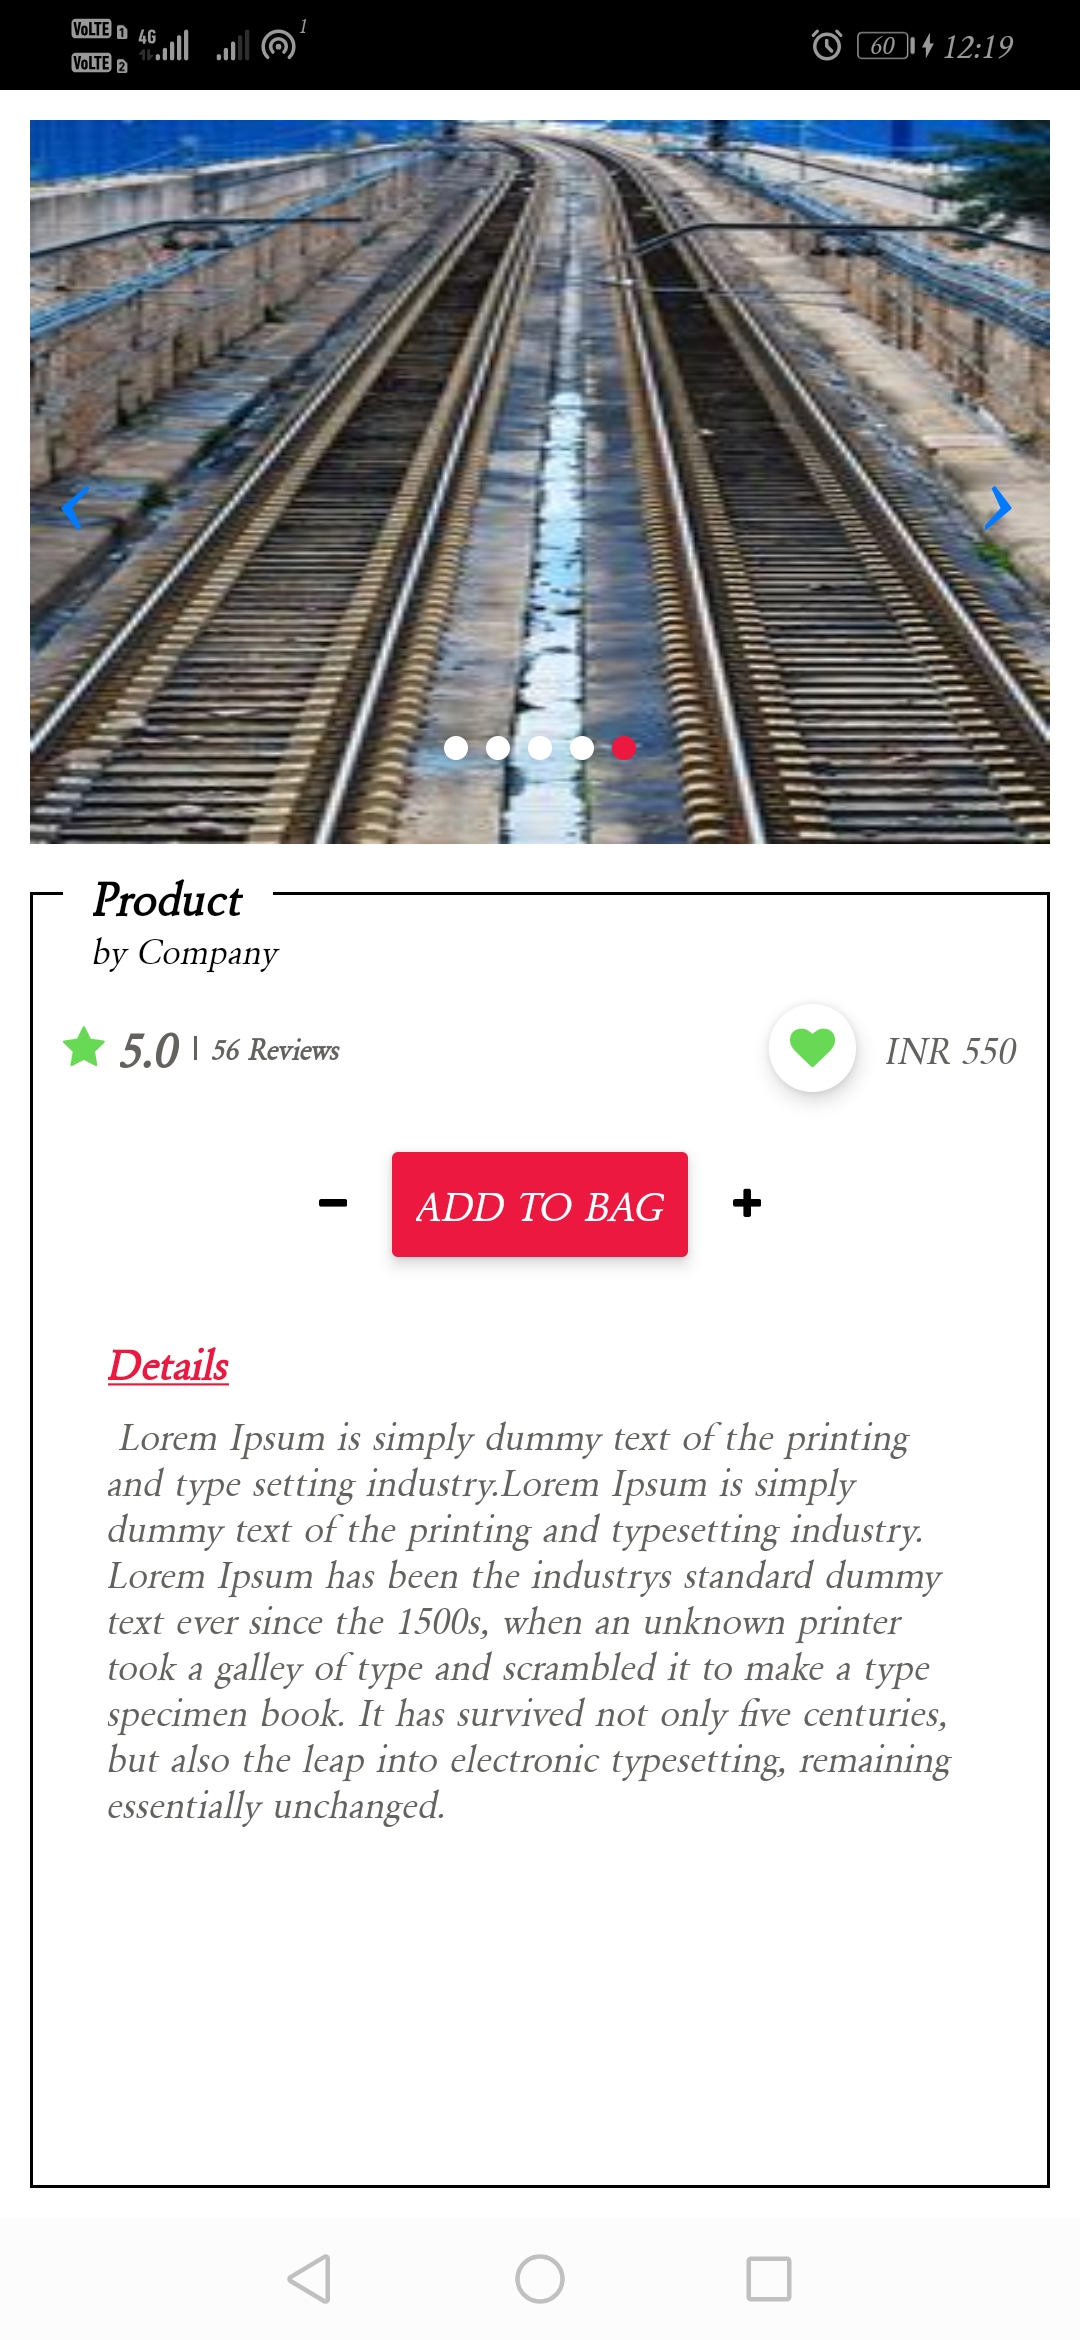 VoLTE 1
VoLTE 2
4G
1
60
12:19
Product
by Company
5.0 | 56 Reviews
INR 550
ADD TO BAG
Details
Lorem Ipsum is simply dummy text of the printing
and type setting industry.Lorem Ipsum is simply
dummy text of the printing and typesetting industry.
Lorem Ipsum has been the industrys standard dummy
text ever since the 1500s, when an unknown printer
took a galley of type and scrambled it to make a type
specimen book. It has survived not only five centuries,
but also the leap into electronic typesetting, remaining
essentially unchanged.